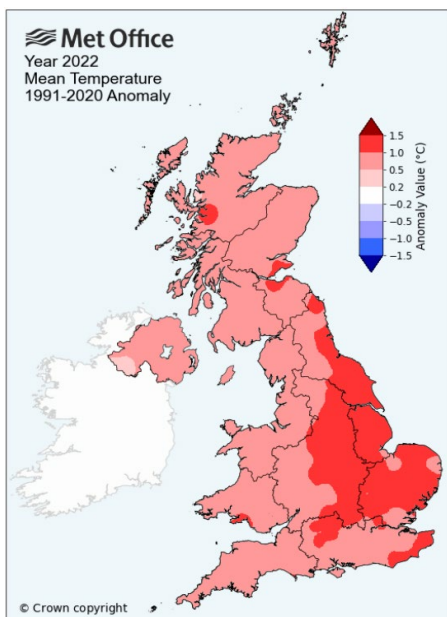 Met Office
Year 2022
Mean Temperature
1991-2020 Anomaly
1.5
1.0
0.5
0.2
−0.2
−0.5
−1.0
−1.5
Anomaly Value (°C)
© Crown copyright